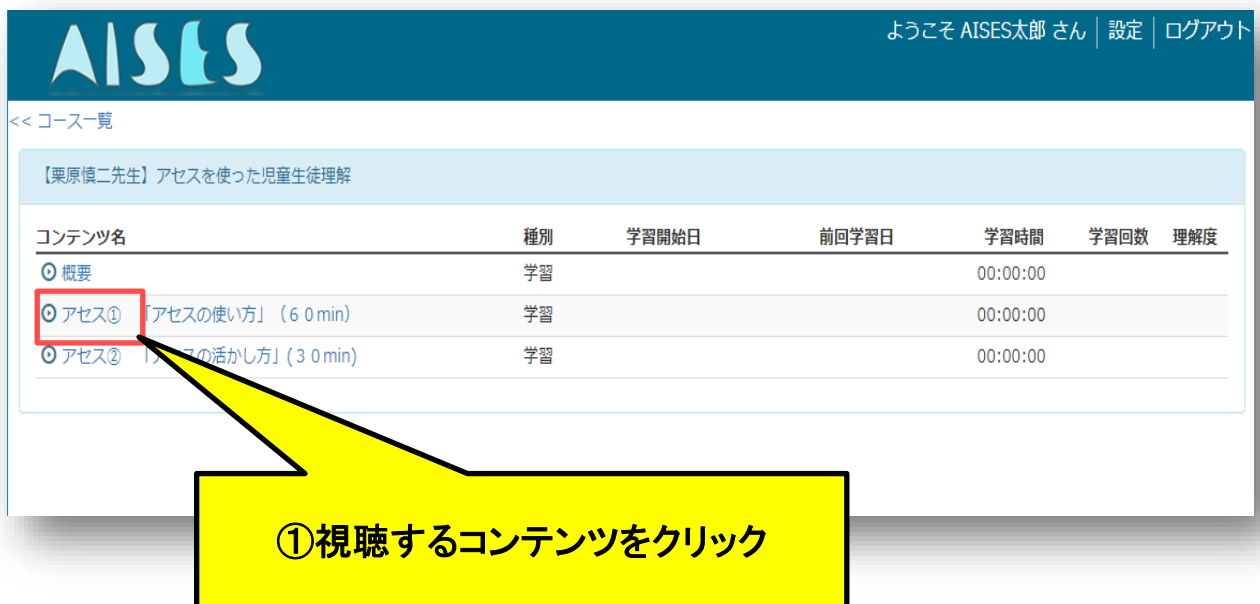 AISES
ようこそ AISES太郎 さん | 設定 | ログアウト
<< コース一覧
【栗原慎二先生】アセスを使った児童生徒理解
コンテンツ名 種別 学習開始日 前回学習日 学習時間 学習回数 理解度
概要 学習 00:00:00
アセス① 「アセスの使い方」（６０min） 学習 00:00:00
アセス② の活かし方」(３０min) 学習 00:00:00
①視聴するコンテンツをクリック